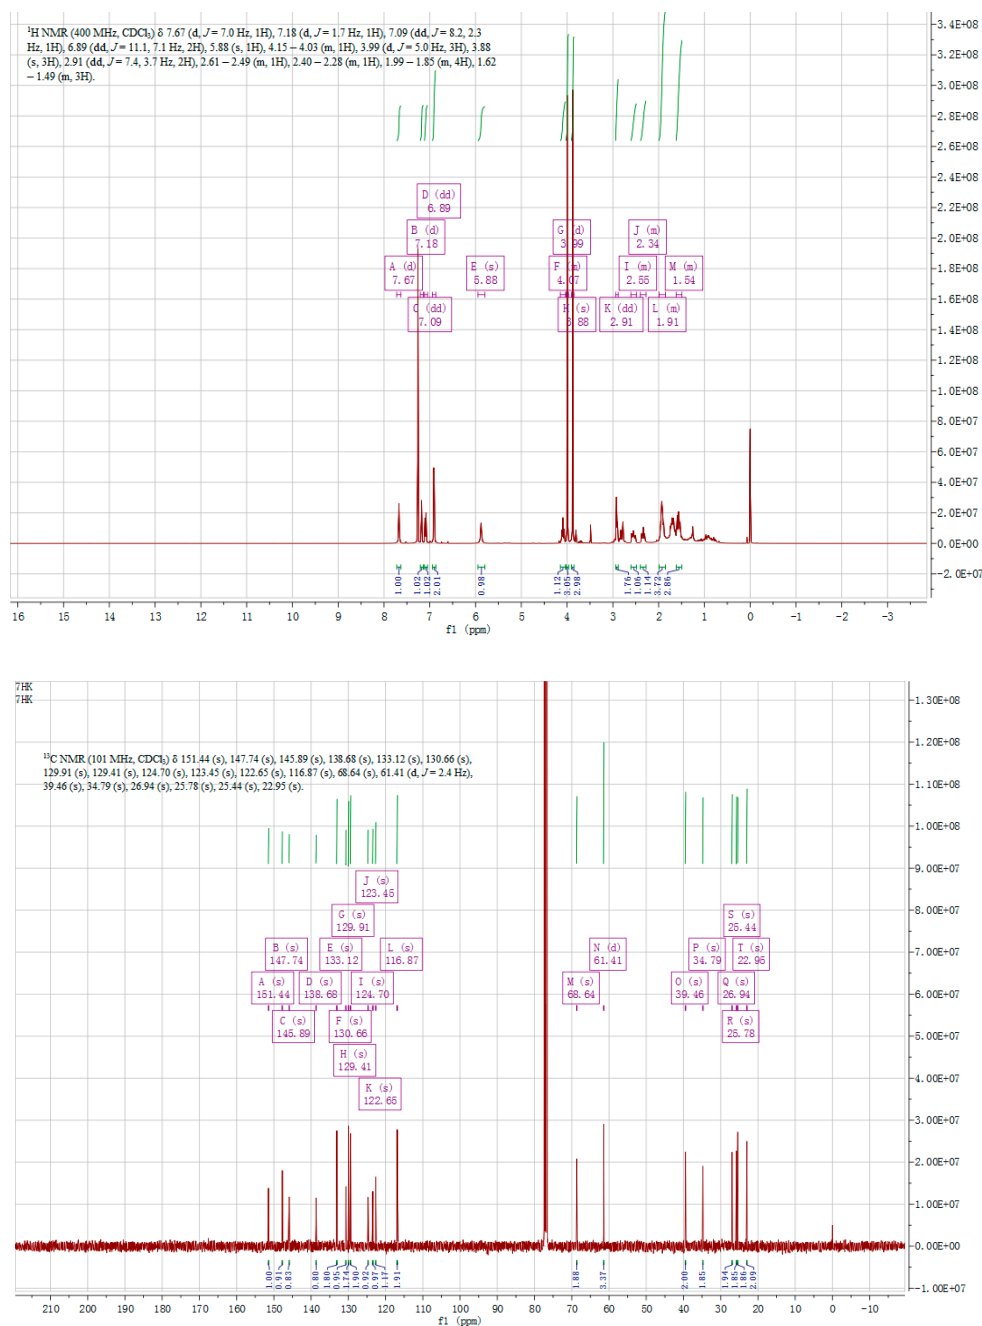 ¹H NMR (400 MHz, CDCl₃) δ 7.67 (d, J = 7.0 Hz, 1H), 7.18 (d, J = 1.7 Hz, 1H), 7.09 (dd, J = 8.2, 2.3
Hz, 1H), 6.89 (dd, J = 11.1, 7.1 Hz, 2H), 5.88 (s, 1H), 4.15 – 4.03 (m, 1H), 3.99 (d, J = 5.0 Hz, 3H), 3.88
(s, 3H), 2.91 (dd, J = 7.4, 3.7 Hz, 2H), 2.61 – 2.49 (m, 1H), 2.40 – 2.28 (m, 1H), 1.99 – 1.85 (m, 4H), 1.62
– 1.49 (m, 3H).
3.4E+08
3.2E+08
3.0E+08
2.8E+08
2.6E+08
2.4E+08
2.2E+08
2.0E+08
1.8E+08
1.6E+08
1.4E+08
1.2E+08
1.0E+08
8.0E+07
6.0E+07
4.0E+07
2.0E+07
0.0E+00
-2.0E+07
D (dd)
6.89
B (d)
7.18
G (d)
3.99
J (m)
2.34
A (d)
7.67
E (s)
5.88
F (m)
4.07
I (m)
2.55
M (m)
1.54
C (dd)
7.09
H (s)
3.88
K (dd)
2.91
L (m)
1.91
1.00 1.02 1.02 2.01 0.98 1.12 3.05 2.98 1.76 1.06 1.14 3.72 2.86
16 15 14 13 12 11 10 9 8 7 6 5 4 3 2 1 0 -1 -2 -3
f1 (ppm)
7HK
7HK
¹³C NMR (101 MHz, CDCl₃) δ 151.44 (s), 147.74 (s), 145.89 (s), 138.68 (s), 133.12 (s), 130.66 (s),
129.91 (s), 129.41 (s), 124.70 (s), 123.45 (s), 122.65 (s), 116.87 (s), 68.64 (s), 61.41 (d, J = 2.4 Hz),
39.46 (s), 34.79 (s), 26.94 (s), 25.78 (s), 25.44 (s), 22.95 (s).
1.30E+08
1.20E+08
1.10E+08
1.00E+08
9.00E+07
8.00E+07
7.00E+07
6.00E+07
5.00E+07
4.00E+07
3.00E+07
2.00E+07
1.00E+07
0.00E+00
-1.00E+07
J (s)
123.45
G (s)
129.91
S (s)
25.44
B (s)
147.74
E (s)
133.12
L (s)
116.87
N (d)
61.41
P (s)
34.79
T (s)
22.95
A (s)
151.44
D (s)
138.68
I (s)
124.70
M (s)
68.64
O (s)
39.46
Q (s)
26.94
C (s)
145.89
F (s)
130.66
R (s)
25.78
H (s)
129.41
K (s)
122.65
1.00 0.91 0.83 0.80 1.80 0.95 1.74 1.90 0.92 0.97 1.17 1.91 1.88 3.37 2.00 1.85 1.94 1.85 1.86 2.09
210 200 190 180 170 160 150 140 130 120 110 100 90 80 70 60 50 40 30 20 10 0 -10
f1 (ppm)